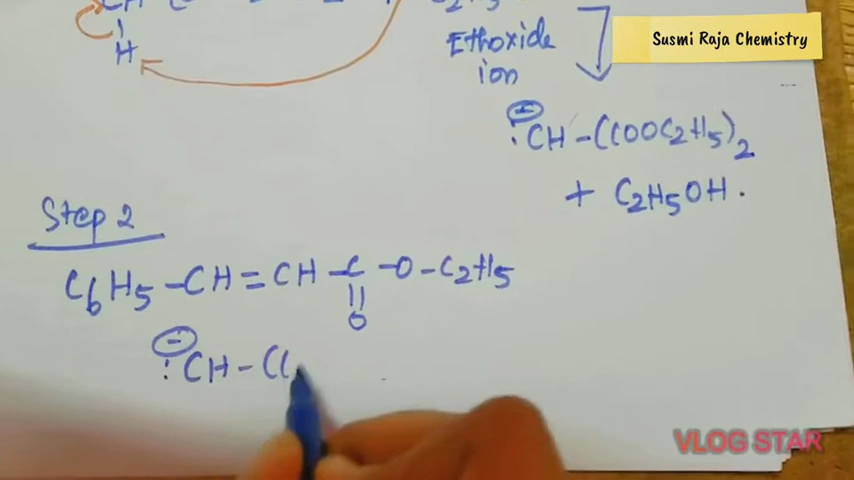 Susmi Raja Chemistry
H
Ethoxide
ion
⊖
:CH-(COOC2H5)2
+ C2H5OH.
Step 2
C6H5-CH=CH-C-O-C2H5
||
O
⊖
:CH-(C
VLOG STAR